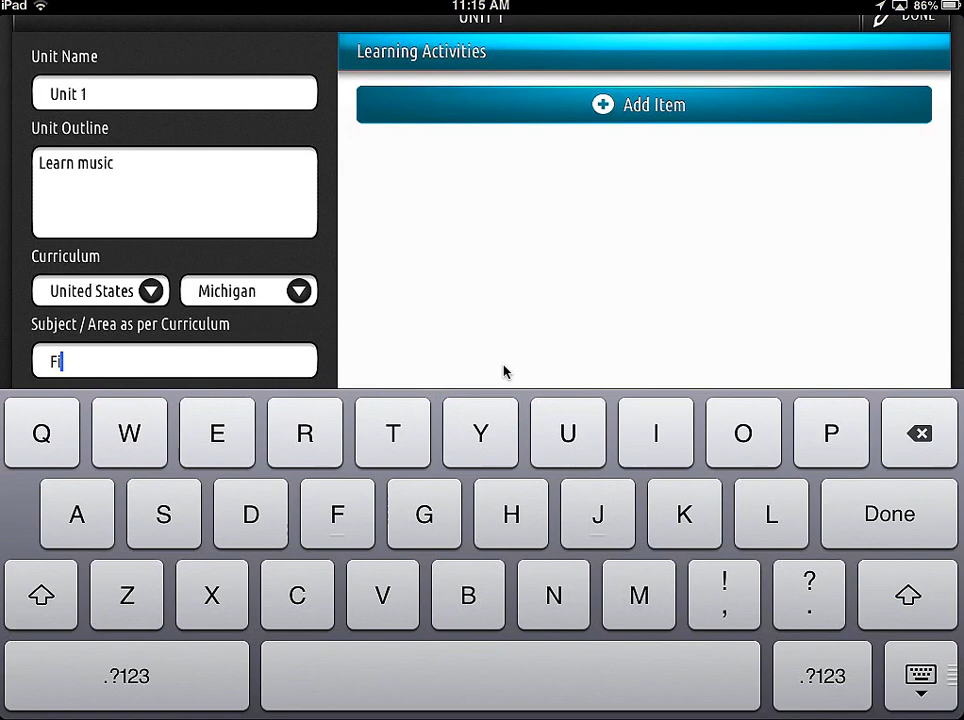 iPad 11:15 AM 86%
UNIT 1 DONE
Unit Name
Unit 1
Unit Outline
Learn music
Curriculum
United States Michigan
Subject / Area as per Curriculum
Fi
Learning Activities
Add Item
Q W E R T Y U I O P
A S D F G H J K L Done
Z X C V B N M ! , ? .
.?123 .?123